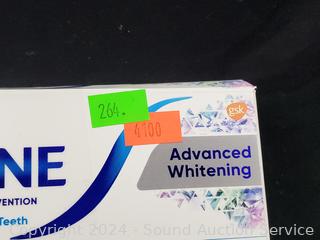 264.
4100
gsk
NE
Advanced
Whitening
VENTION
Teeth
Copyright 2024 - Sound Auction Service